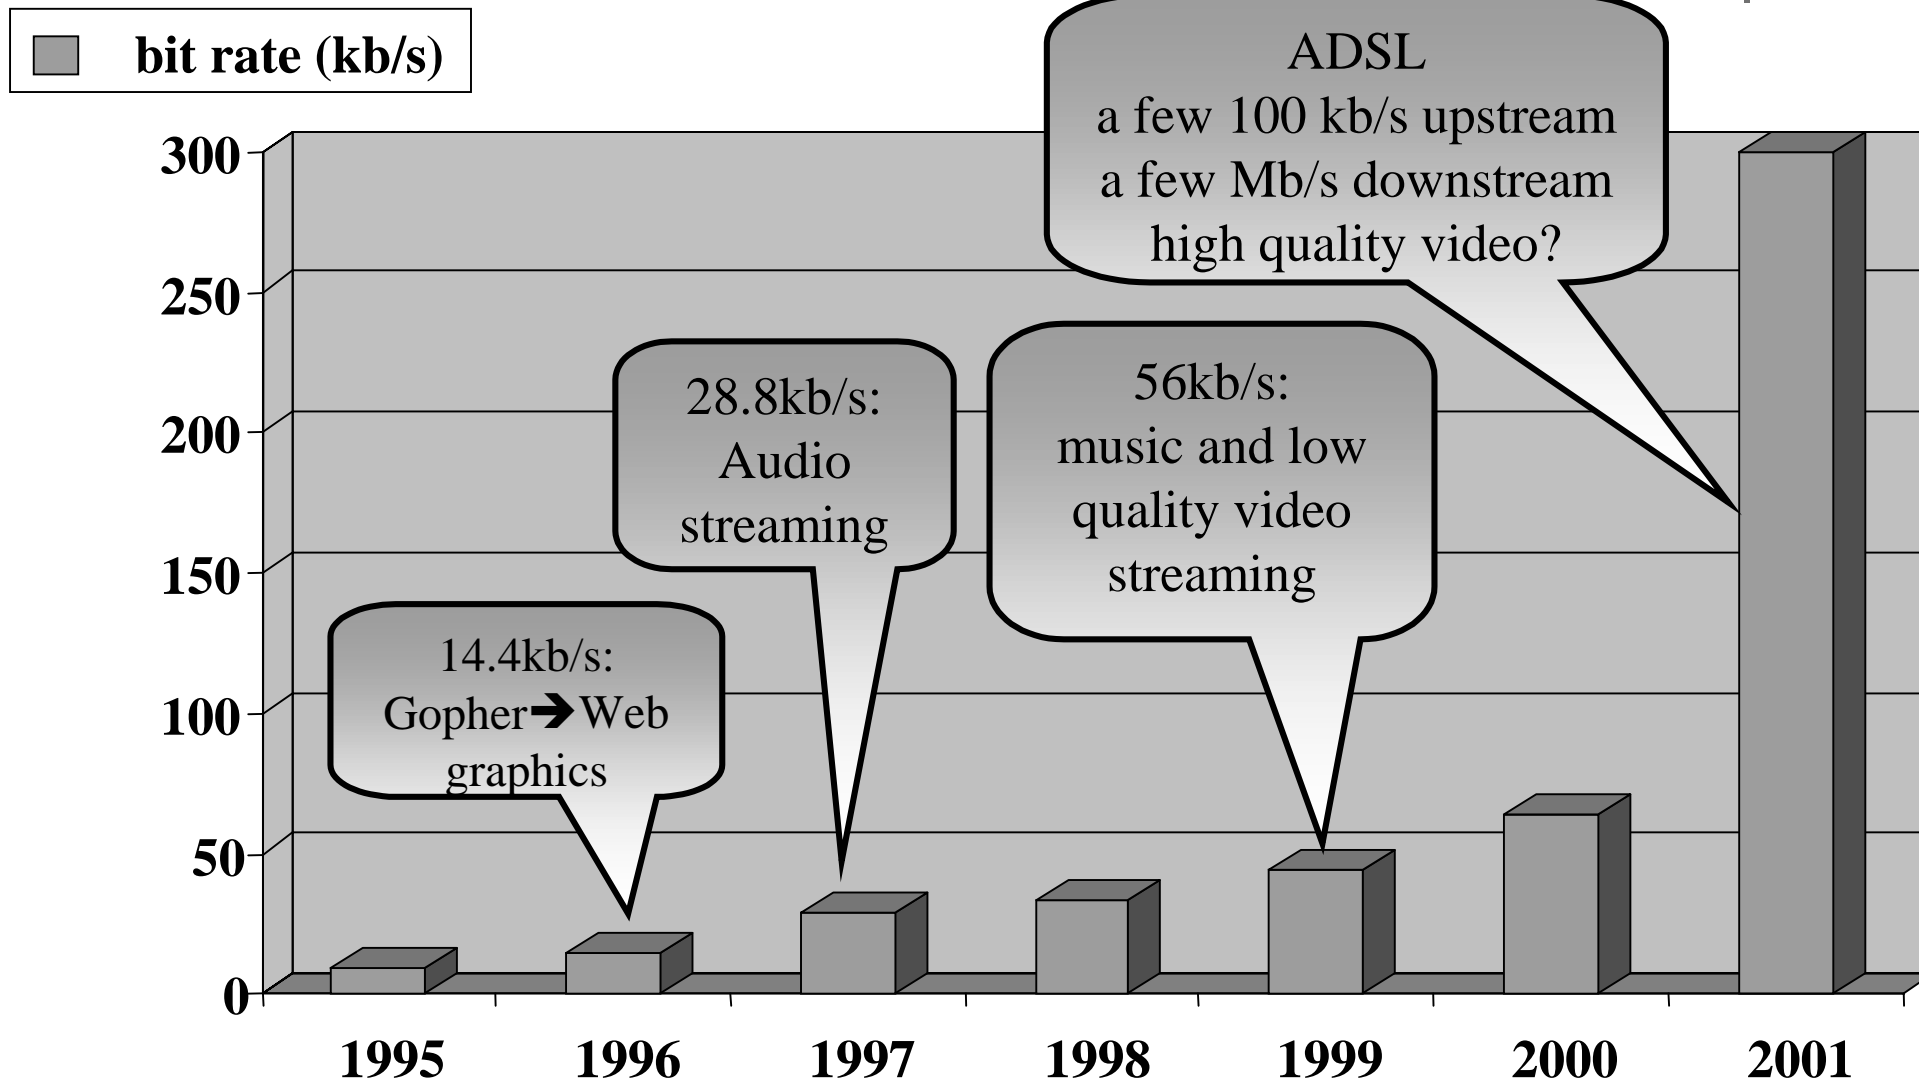 bit rate (kb/s)
ADSL
a few 100 kb/s upstream
a few Mb/s downstream
high quality video?
300
250
200
150
100
50
0
28.8kb/s:
Audio
streaming
56kb/s:
music and low
quality video
streaming
14.4kb/s:
Gopher➔Web
graphics
1995
1996
1997
1998
1999
2000
2001